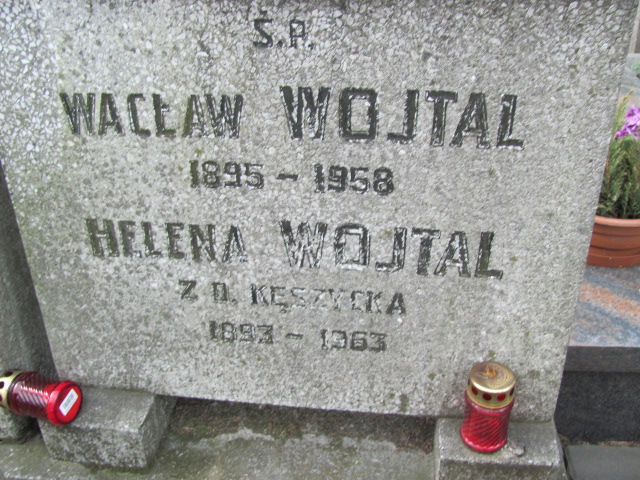 Ś.P.
WACŁAW WOJTAL
1895 - 1958
HELENA WOJTAL
Z D. KĘSZYCKA
1893 - 1963